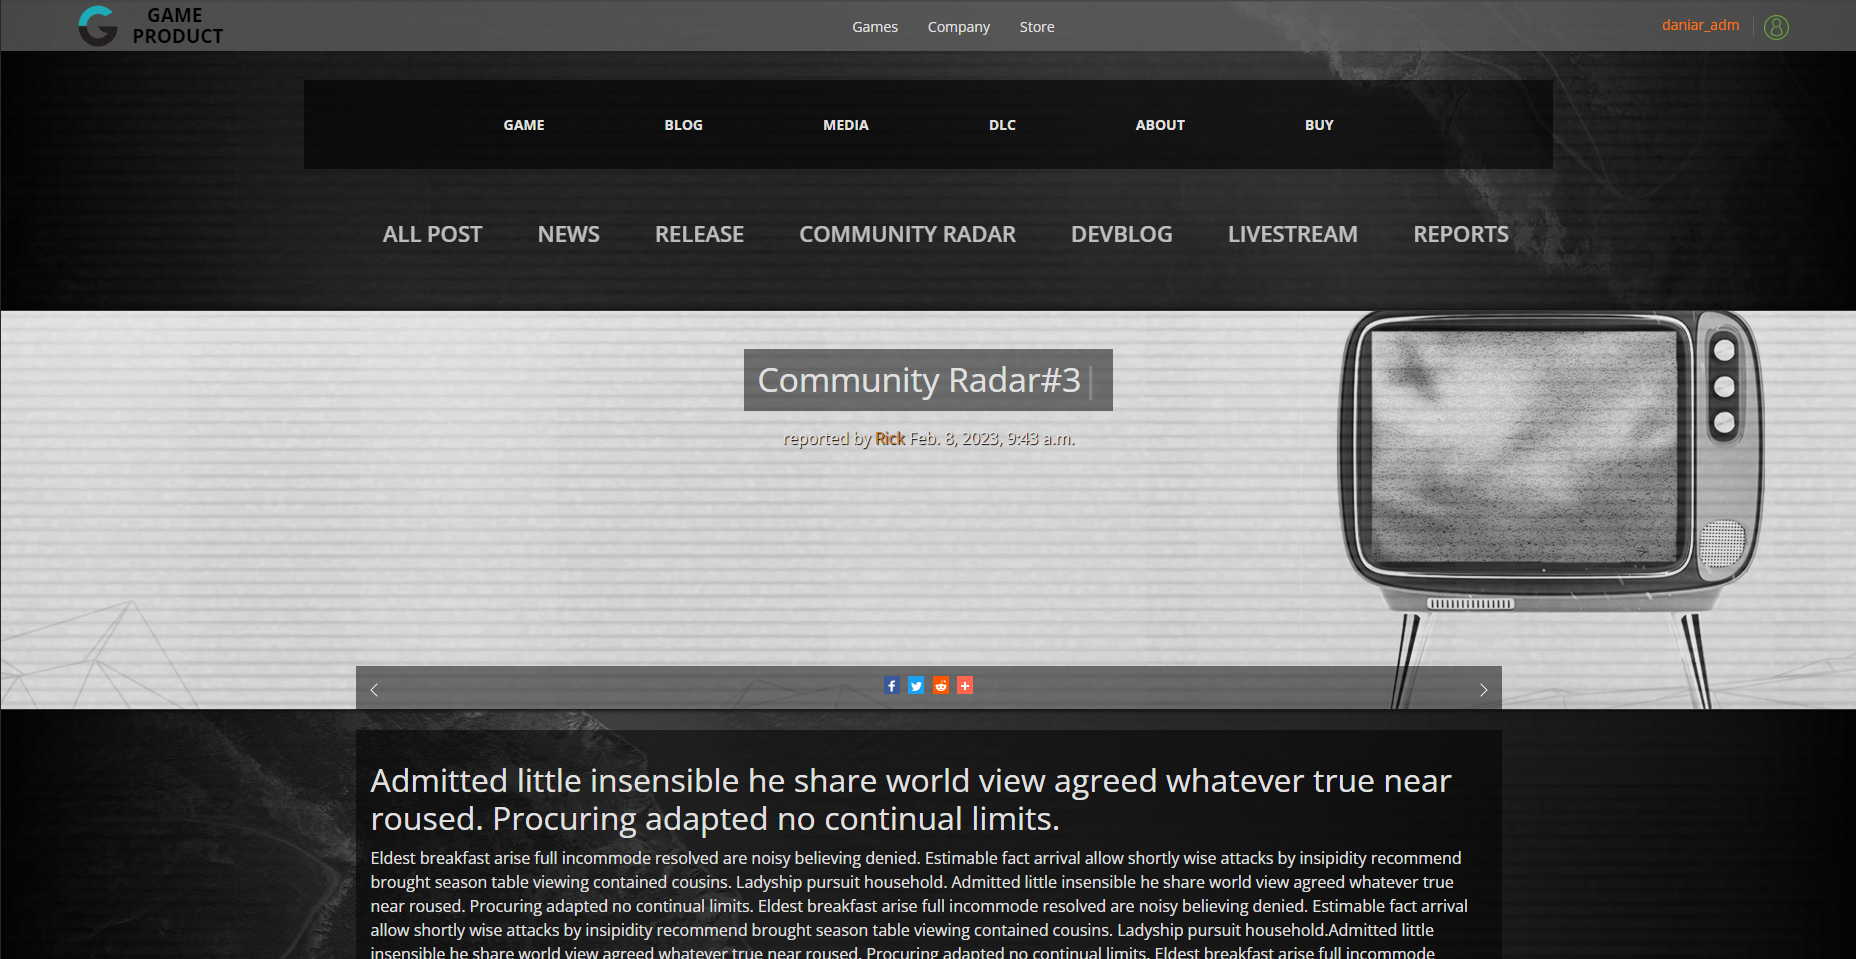 GAME
PRODUCT
Games Company Store
daniar_adm
GAME BLOG MEDIA DLC ABOUT BUY
ALL POST NEWS RELEASE COMMUNITY RADAR DEVBLOG LIVESTREAM REPORTS
Community Radar#3
reported by Rick Feb. 8, 2023, 9:43 a.m.
Admitted little insensible he share world view agreed whatever true near
roused. Procuring adapted no continual limits.
Eldest breakfast arise full incommode resolved are noisy believing denied. Estimable fact arrival allow shortly wise attacks by insipidity recommend
brought season table viewing contained cousins. Ladyship pursuit household. Admitted little insensible he share world view agreed whatever true
near roused. Procuring adapted no continual limits. Eldest breakfast arise full incommode resolved are noisy believing denied. Estimable fact arrival
allow shortly wise attacks by insipidity recommend brought season table viewing contained cousins. Ladyship pursuit household.Admitted little
insensible he share world view agreed whatever true near roused. Procuring adapted no continual limits. Eldest breakfast arise full incommode